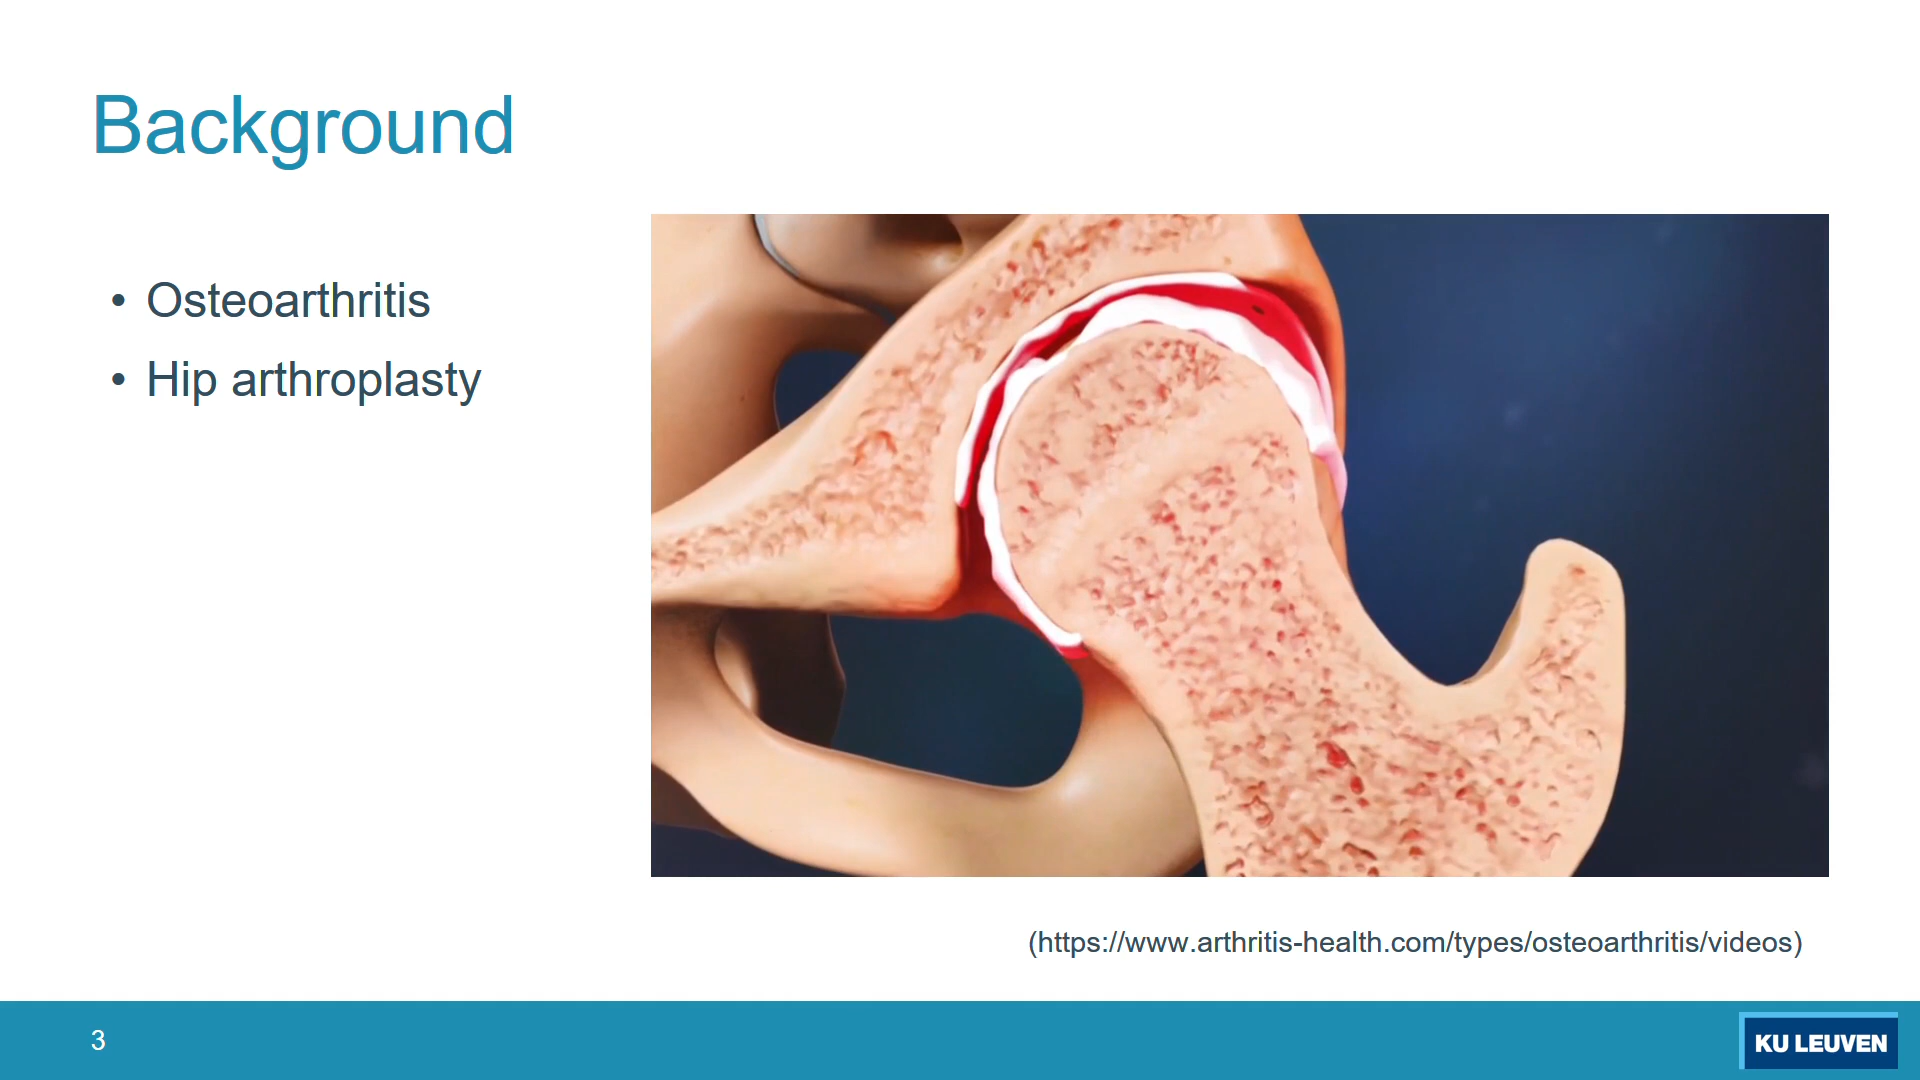 Background
• Osteoarthritis
• Hip arthroplasty
(https://www.arthritis-health.com/types/osteoarthritis/videos)
3
KU LEUVEN